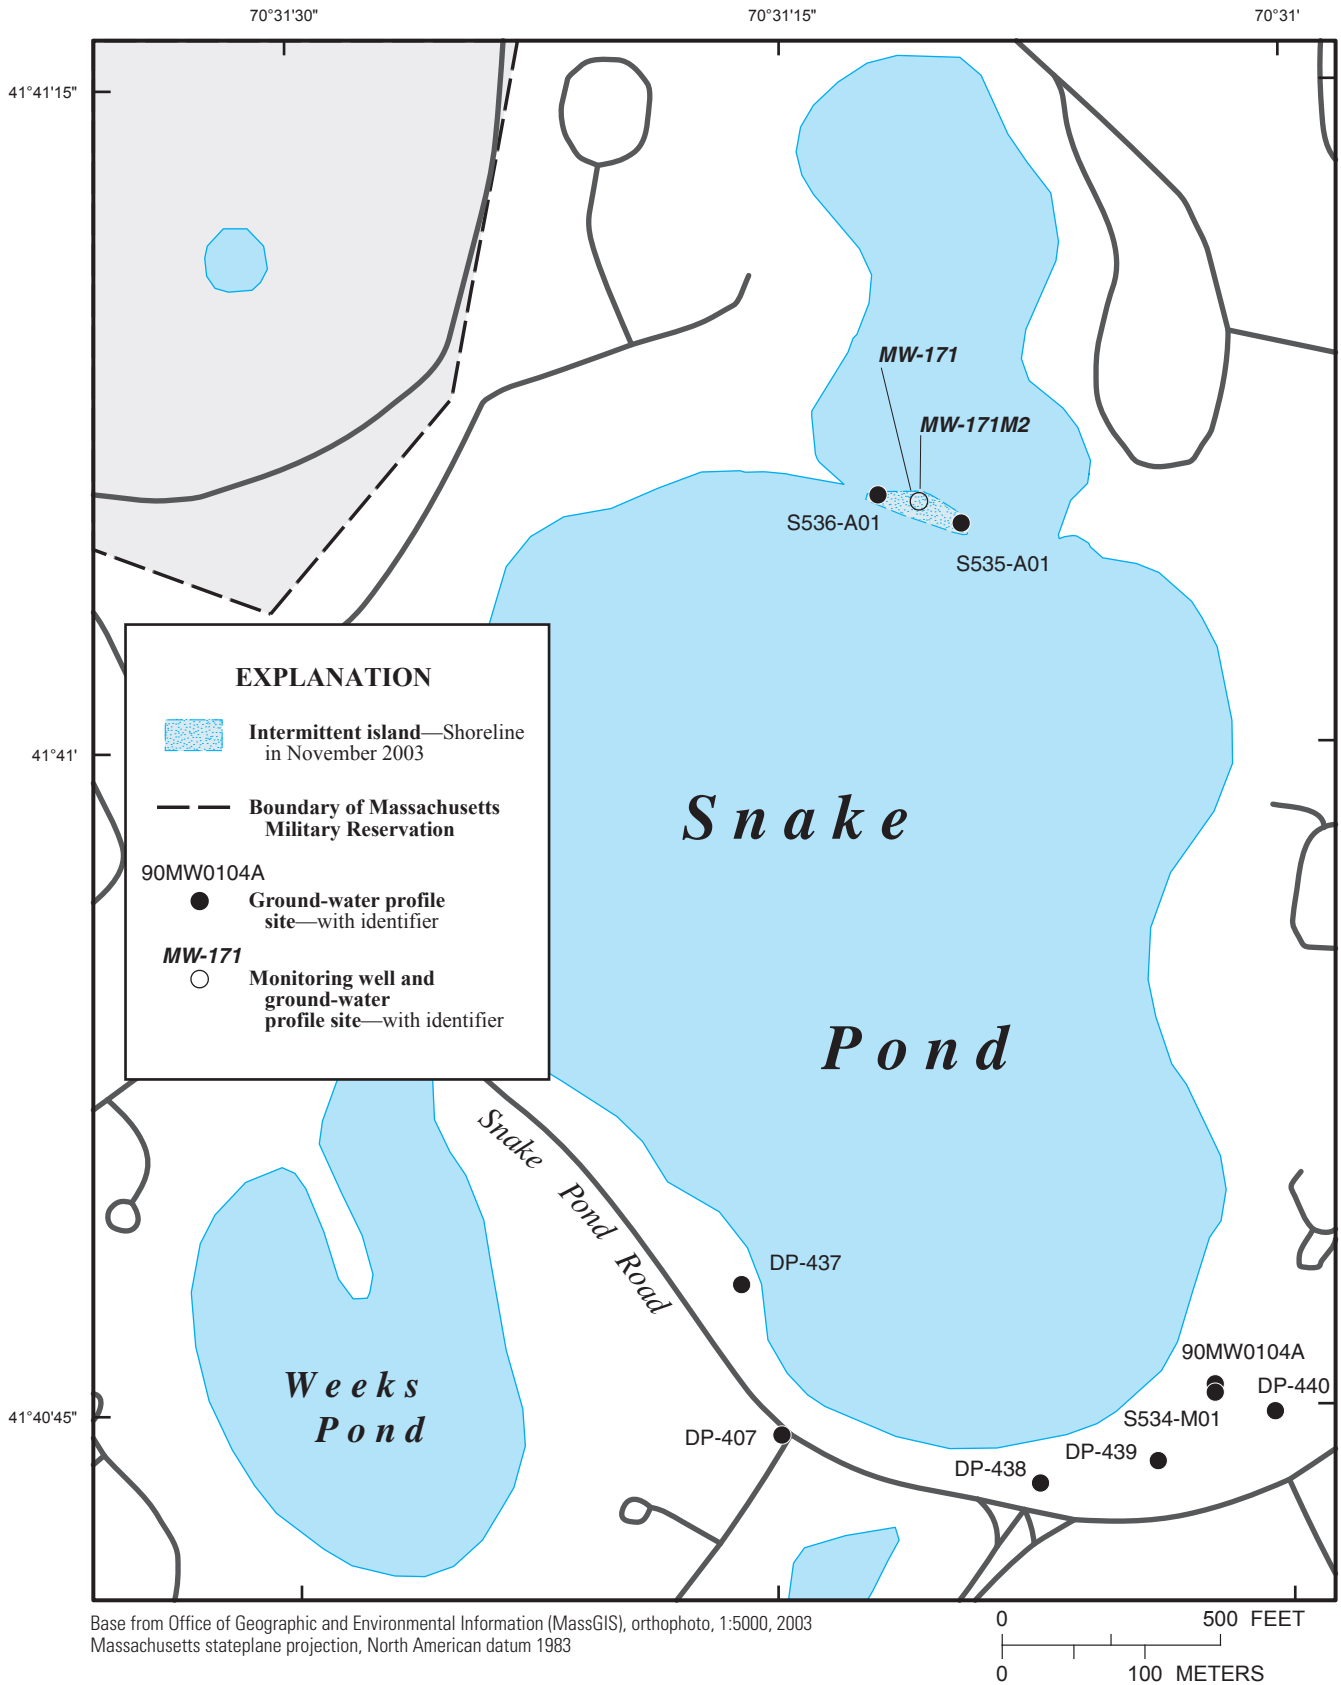 70°31'30"
70°31'15"
70°31'
41°41'15"
MW-171
MW-171M2
S536-A01
S535-A01
EXPLANATION
Intermittent island—Shoreline
in November 2003
41°41'
Boundary of Massachusetts
Military Reservation
90MW0104A
Ground-water profile
site—with identifier
MW-171
Monitoring well and
ground-water
profile site—with identifier
Snake
Pond
Snake Pond Road
DP-437
90MW0104A
DP-440
Weeks
Pond
41°40'45"
S534-M01
DP-407
DP-439
DP-438
Base from Office of Geographic and Environmental Information (MassGIS), orthophoto, 1:5000, 2003
Massachusetts stateplane projection, North American datum 1983
0 500 FEET
0 100 METERS